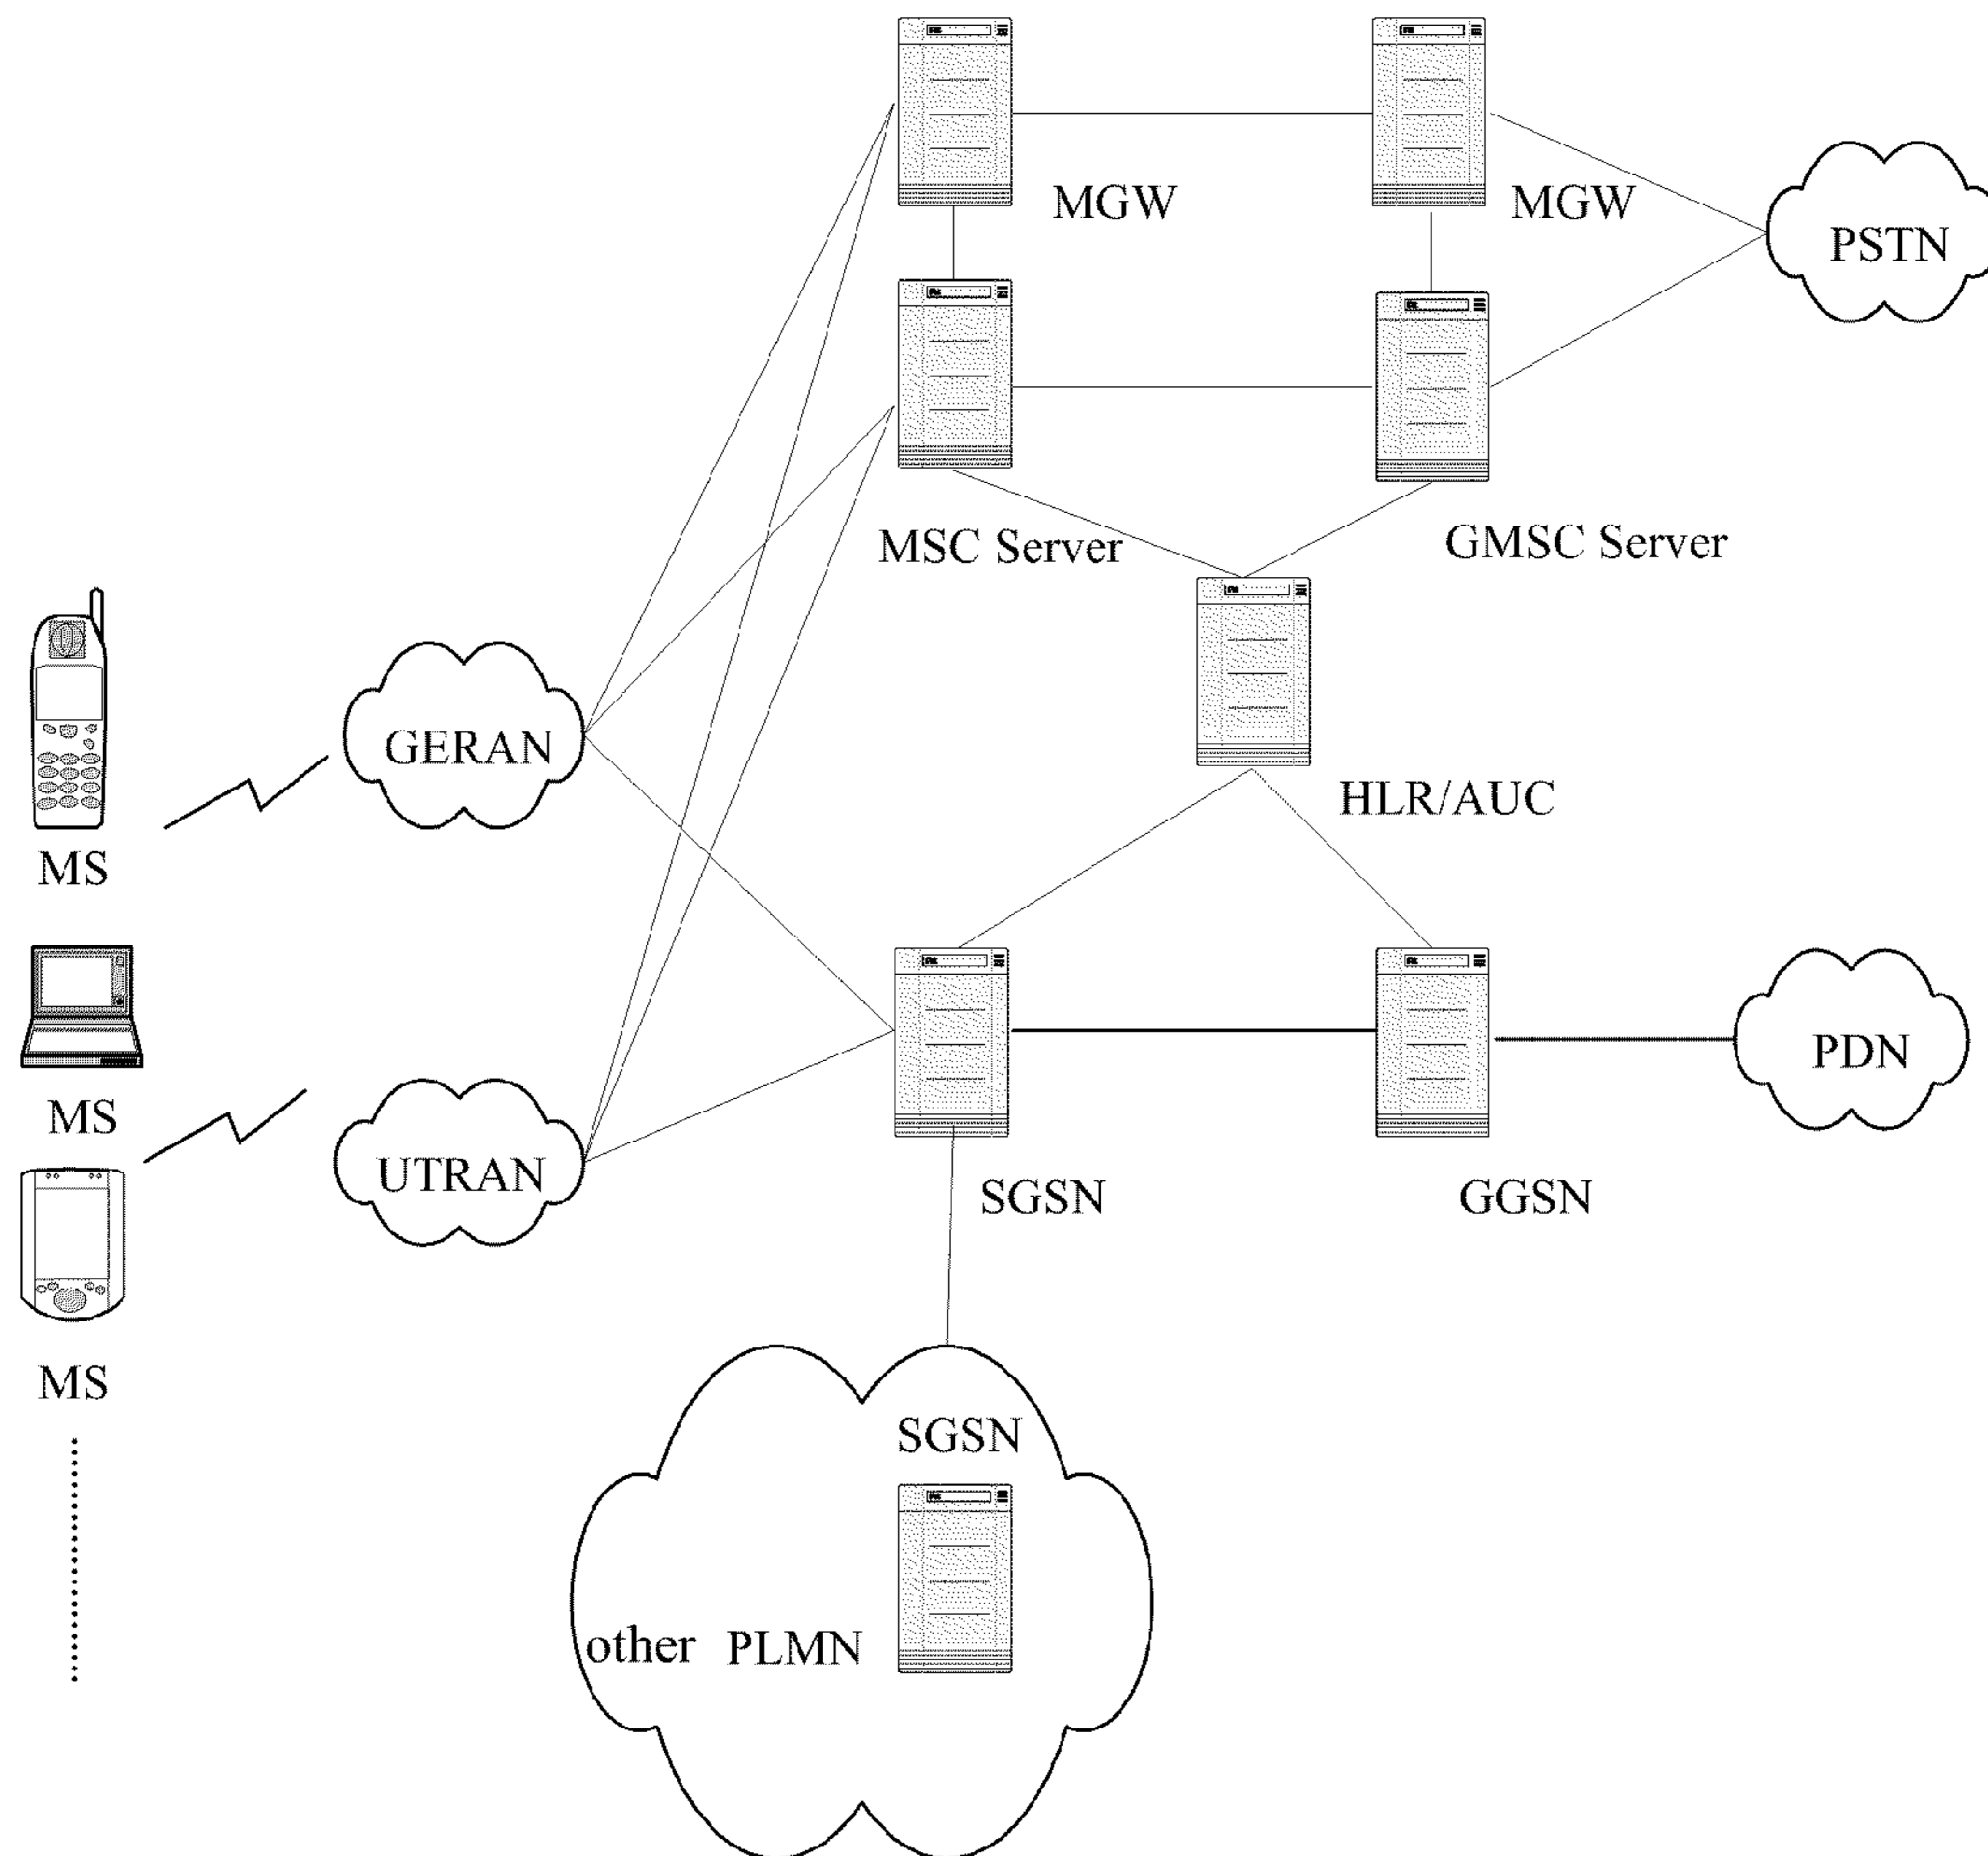 MGW
MGW
PSTN
MSC Server
GMSC Server
GERAN
HLR/AUC
MS
MS
UTRAN
SGSN
GGSN
PDN
MS
SGSN
other PLMN